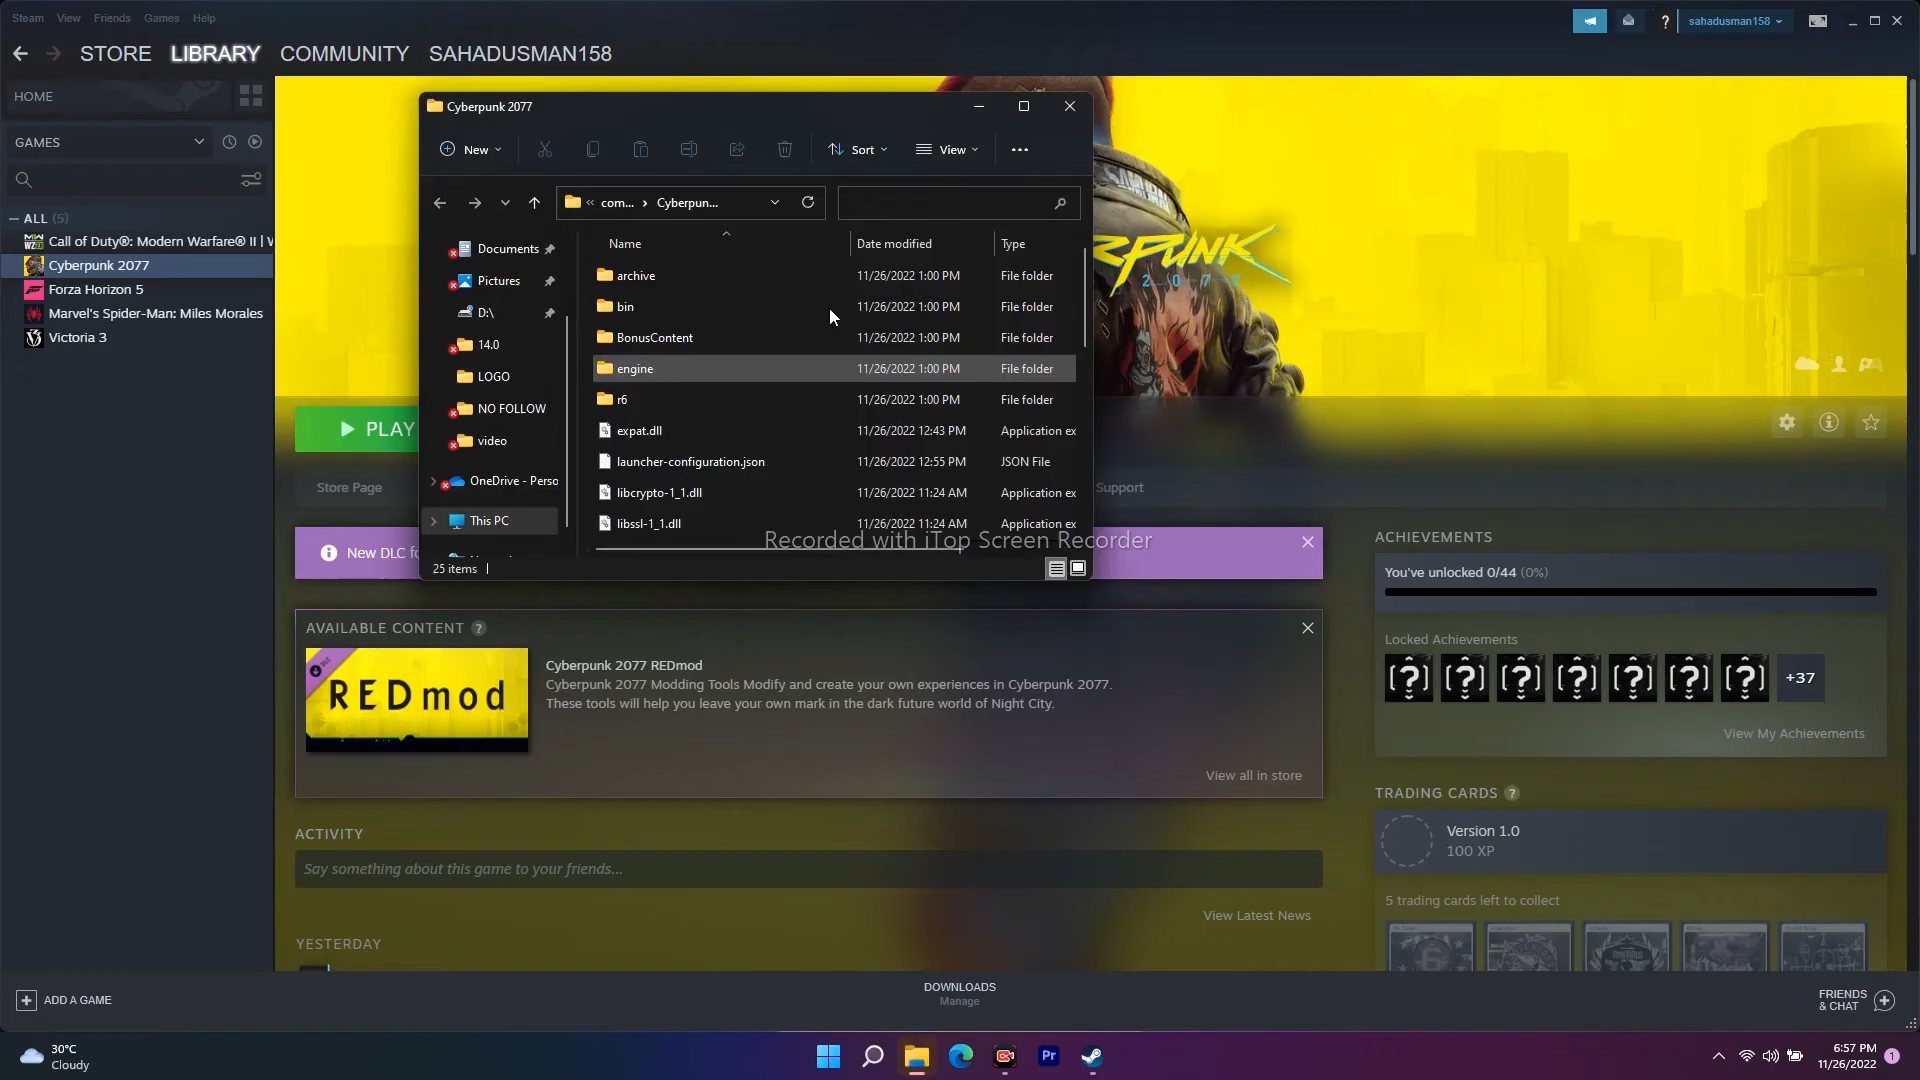 Steam View Friends Games Help
sahadusman158
STORE LIBRARY COMMUNITY SAHADUSMAN158
HOME
GAMES
ALL (5)
Call of Duty®: Modern Warfare® II |
Cyberpunk 2077
Forza Horizon 5
Marvel's Spider-Man: Miles Morales
Victoria 3
Cyberpunk 2077
New
Sort
View
com... Cyberpun...
Documents
Pictures
D:\
14.0
LOGO
NO FOLLOW
video
OneDrive - Perso
This PC
Name Date modified Type
archive 11/26/2022 1:00 PM File folder
bin 11/26/2022 1:00 PM File folder
BonusContent 11/26/2022 1:00 PM File folder
engine 11/26/2022 1:00 PM File folder
r6 11/26/2022 1:00 PM File folder
expat.dll 11/26/2022 12:43 PM Application ex
launcher-configuration.json 11/26/2022 12:55 PM JSON File
libcrypto-1_1.dll 11/26/2022 11:24 AM Application ex
libssl-1_1.dll 11/26/2022 11:24 AM Application ex
25 items
Recorded with iTop Screen Recorder
SAMURAI
RPUNK
2077
PLAY
Store Page
Support
New DLC fo
AVAILABLE CONTENT ?
DLC
REDmod
Cyberpunk 2077 REDmod
Cyberpunk 2077 Modding Tools Modify and create your own experiences in Cyberpunk 2077.
These tools will help you leave your own mark in the dark future world of Night City.
View all in store
ACTIVITY
Say something about this game to your friends...
View Latest News
YESTERDAY
ACHIEVEMENTS
You've unlocked 0/44 (0%)
Locked Achievements
+37
View My Achievements
TRADING CARDS ?
Version 1.0
100 XP
5 trading cards left to collect
ADD A GAME
DOWNLOADS
Manage
FRIENDS
& CHAT
30°C
Cloudy
Pr
6:57 PM
11/26/2022
1